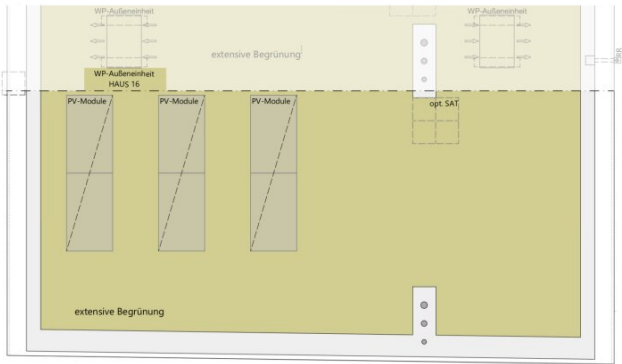 WP-Außeneinheit
WP-Außeneinheit
extensive Begrünung
RR
WP-Außeneinheit
HAUS 16
PV-Module
PV-Module
PV-Module
opt. SAT
extensive Begrünung